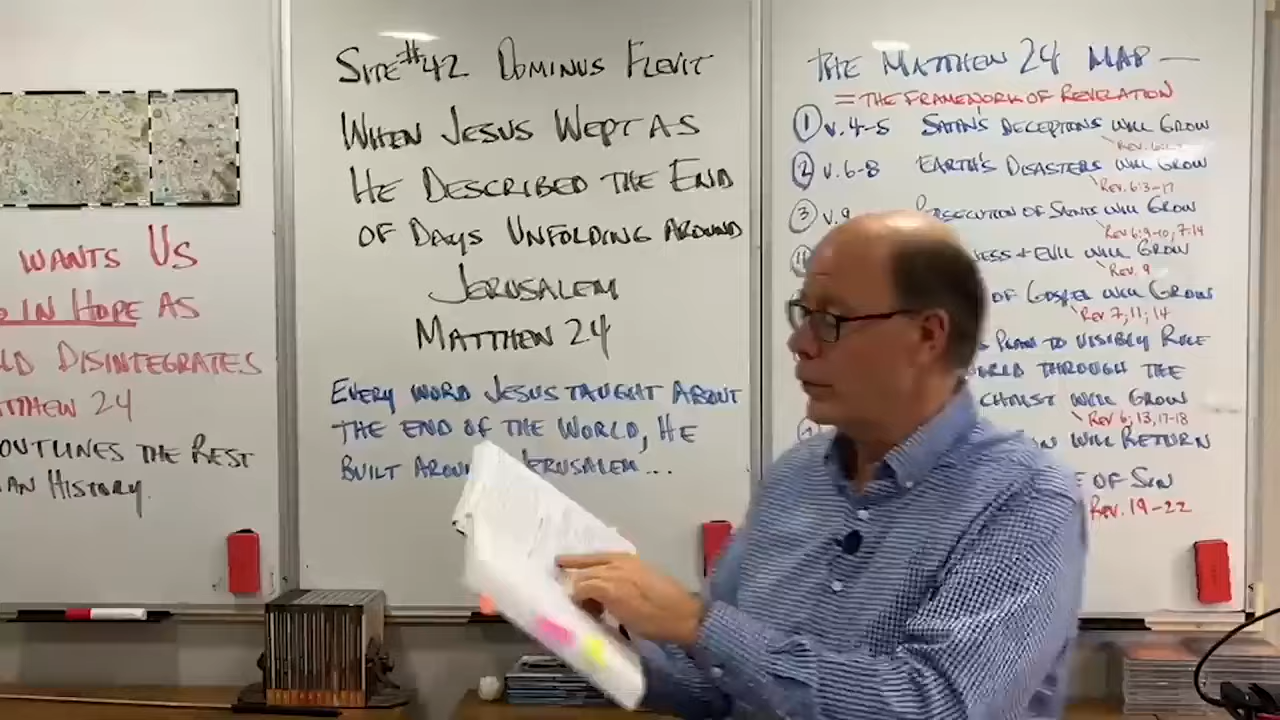 WANTS US
IN HOPE AS
DISINTEGRATES
24
OUTLINES THE REST
HISTORY.
SITE #42 DOMINUS FLEVIT
WHEN JESUS WEPT AS
HE DESCRIBED THE END
OF DAYS UNFOLDING AROUND
JERUSALEM
MATTHEW 24
EVERY WORD JESUS TAUGHT ABOUT
THE END OF THE WORLD, HE
BUILT JERUSALEM...
THE MATTHEW 24 MAP —
= THE FRAMEWORK OF REVELATION
① v. 4-5 SATAN'S DECEPTIONS WILL GROW
REV.
② v. 6-8 EARTH'S DISASTERS WILL GROW
REV. 6:3-17
③ v. 9 OF SAINTS WILL GROW
REV 6:9-10; 7:14
+ EVIL WILL GROW
REV. 9
OF GOSPEL WILL GROW
REV 7; 11; 14
PLAN TO VISIBLY RULE
THROUGH THE
WILL GROW
REV 6; 13, 17-18
WILL RETURN
OF SIN
REV. 19-22